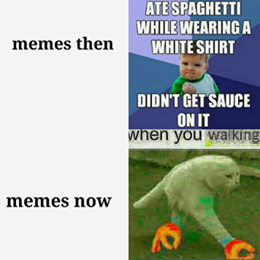 memes then
ATE SPAGHETTI
WHILE WEARING A
WHITE SHIRT
DIDN'T GET SAUCE
ON IT
when you walking
memes now